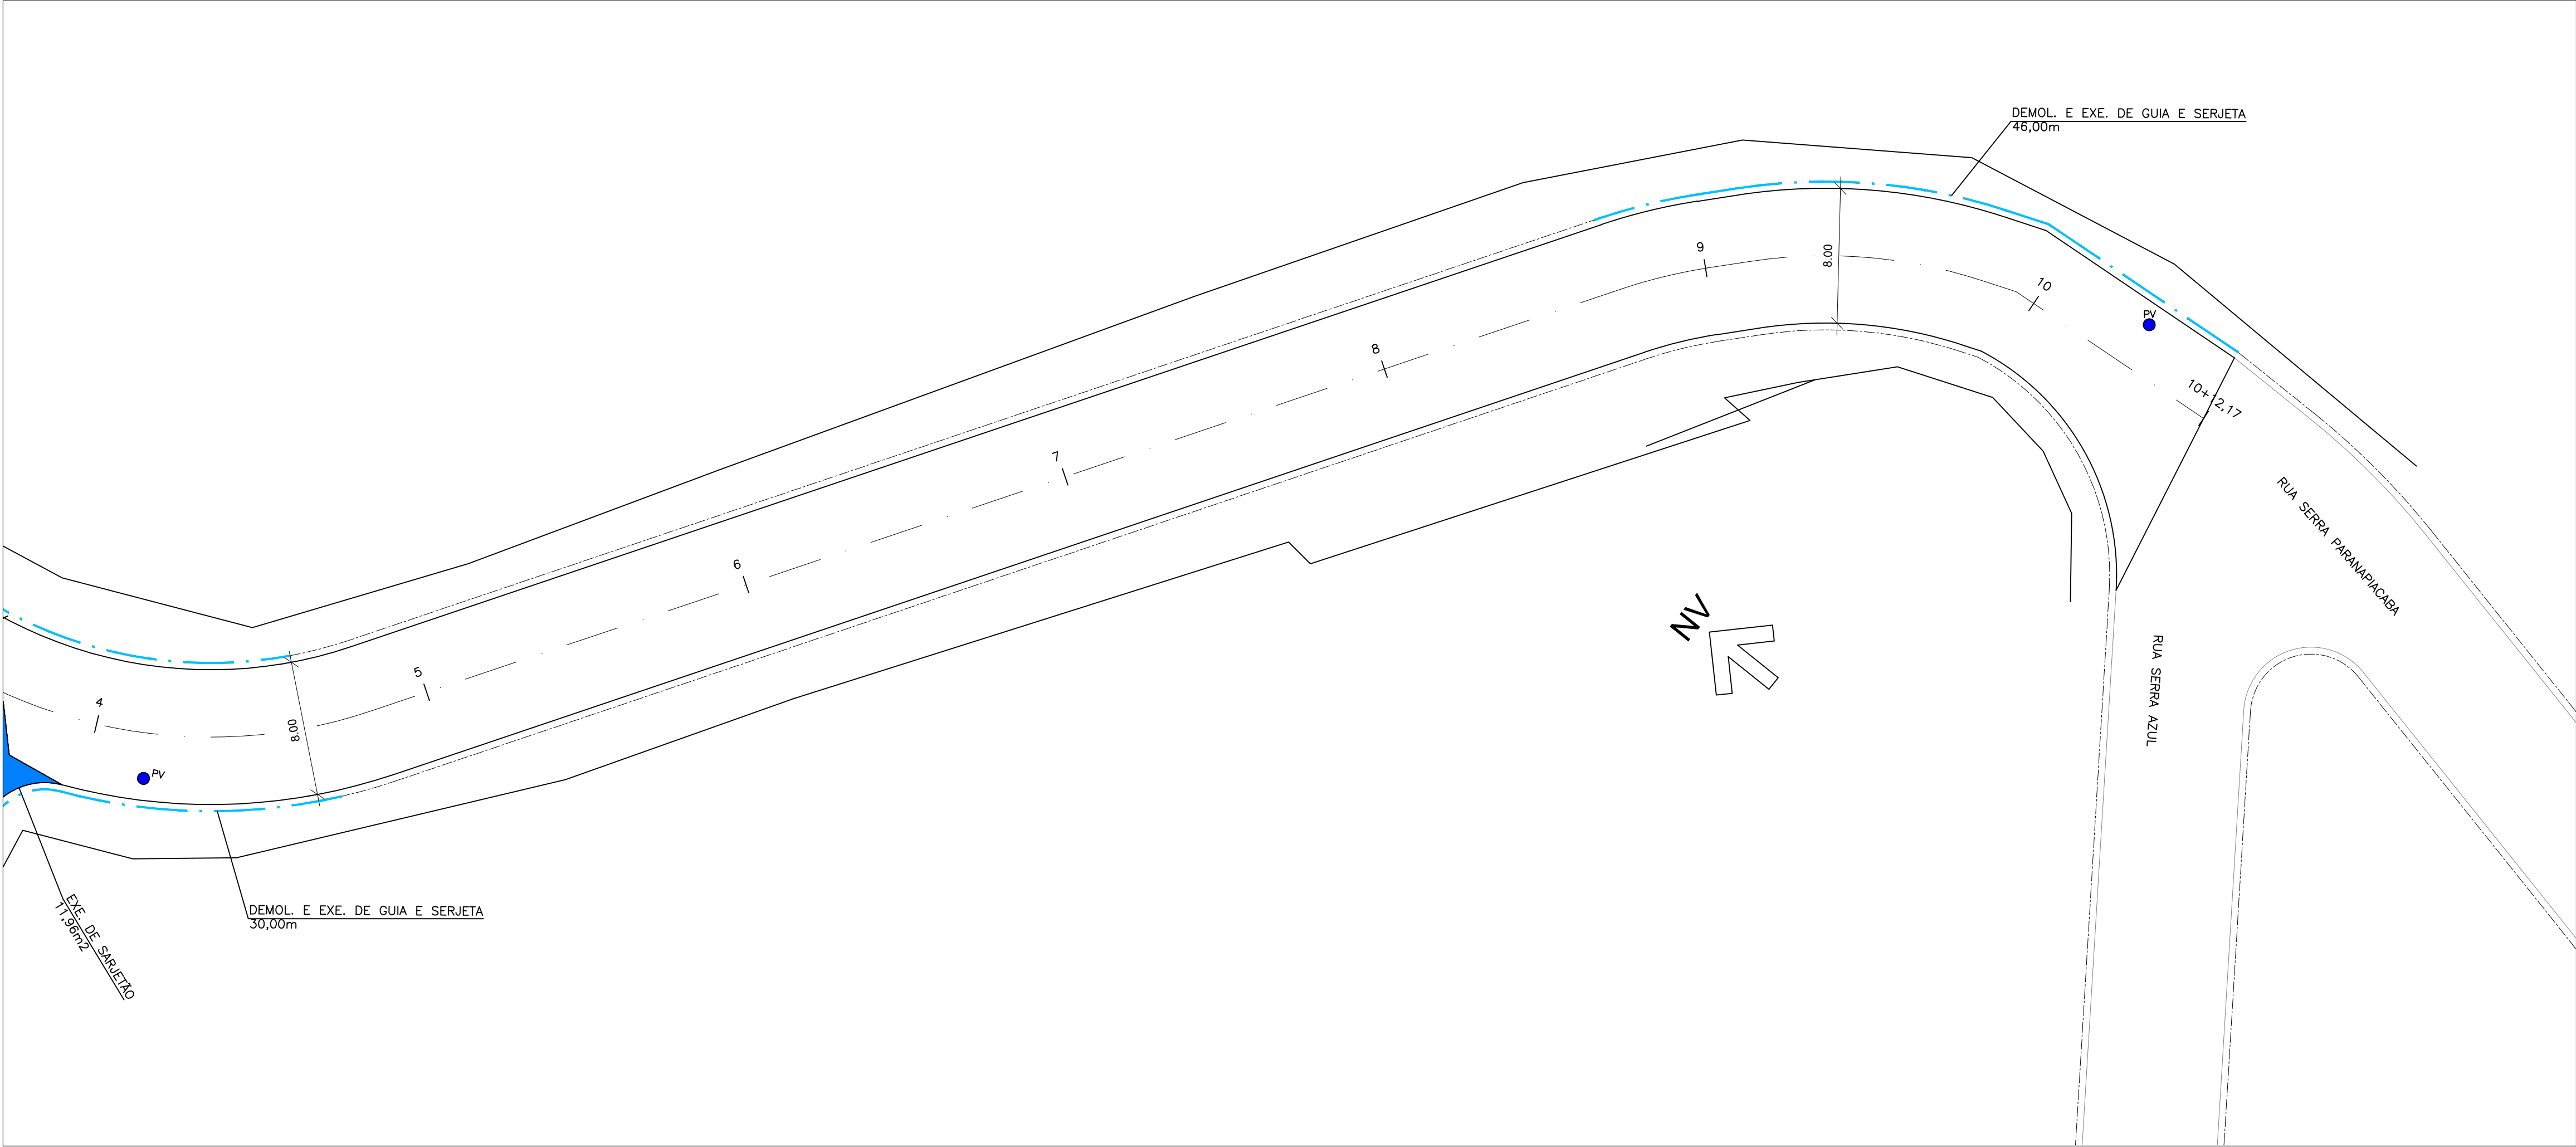 DEMOL. E EXE. DE GUIA E SERJETA
46,00m
9
8.00
10
PV
8
10+12,17
7
RUA SERRA PARANAPIACABA
6
NV
5
RUA SERRA AZUL
4
8.00
PV
DEMOL. E EXE. DE GUIA E SERJETA
30,00m
EXE. DE SARJETÃO
11,96m2